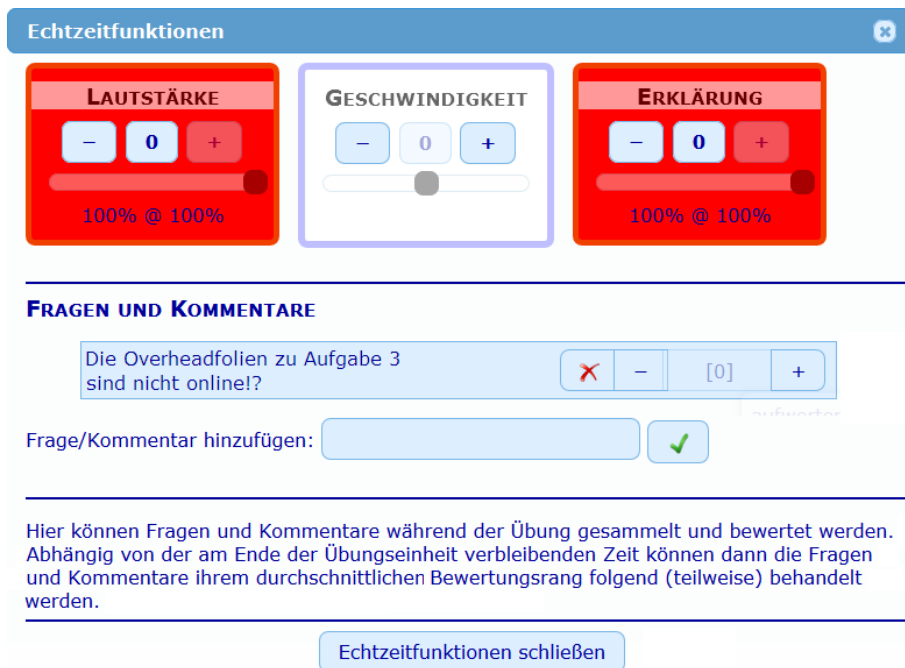 Echtzeitfunktionen
LAUTSTÄRKE
GESCHWINDIGKEIT
ERKLÄRUNG
− 0 +
− 0 +
− 0 +
100% @ 100%
100% @ 100%
FRAGEN UND KOMMENTARE
Die Overheadfolien zu Aufgabe 3
sind nicht online!?
− [0] +
aufwerten
Frage/Kommentar hinzufügen:
Hier können Fragen und Kommentare während der Übung gesammelt und bewertet werden.
Abhängig von der am Ende der Übungseinheit verbleibenden Zeit können dann die Fragen
und Kommentare ihrem durchschnittlichen Bewertungsrang folgend (teilweise) behandelt
werden.
Echtzeitfunktionen schließen